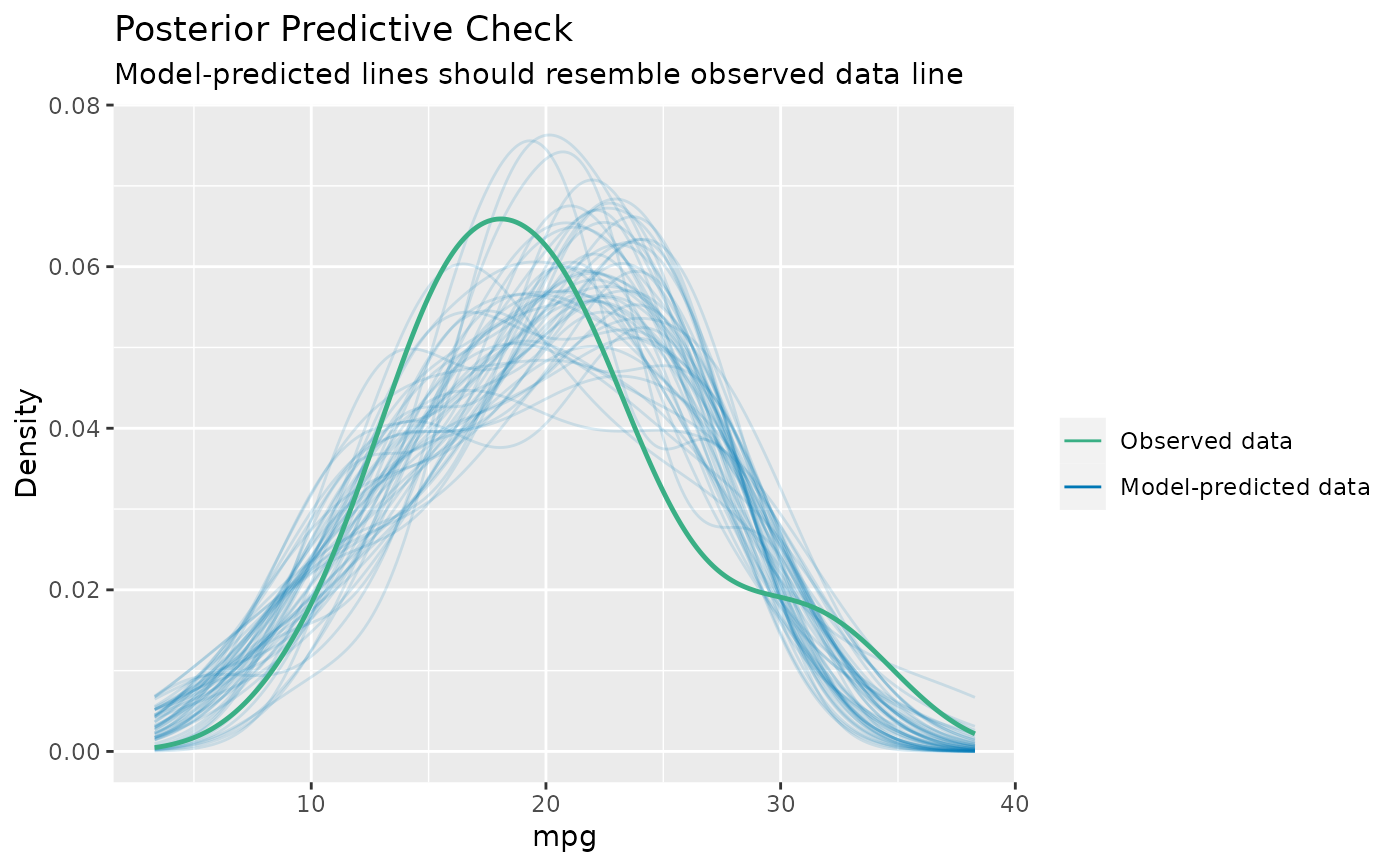 Posterior Predictive Check
Model-predicted lines should resemble observed data line
0.08
0.06
0.04
0.02
0.00
Density
10 20 30 40
mpg
Observed data
Model-predicted data